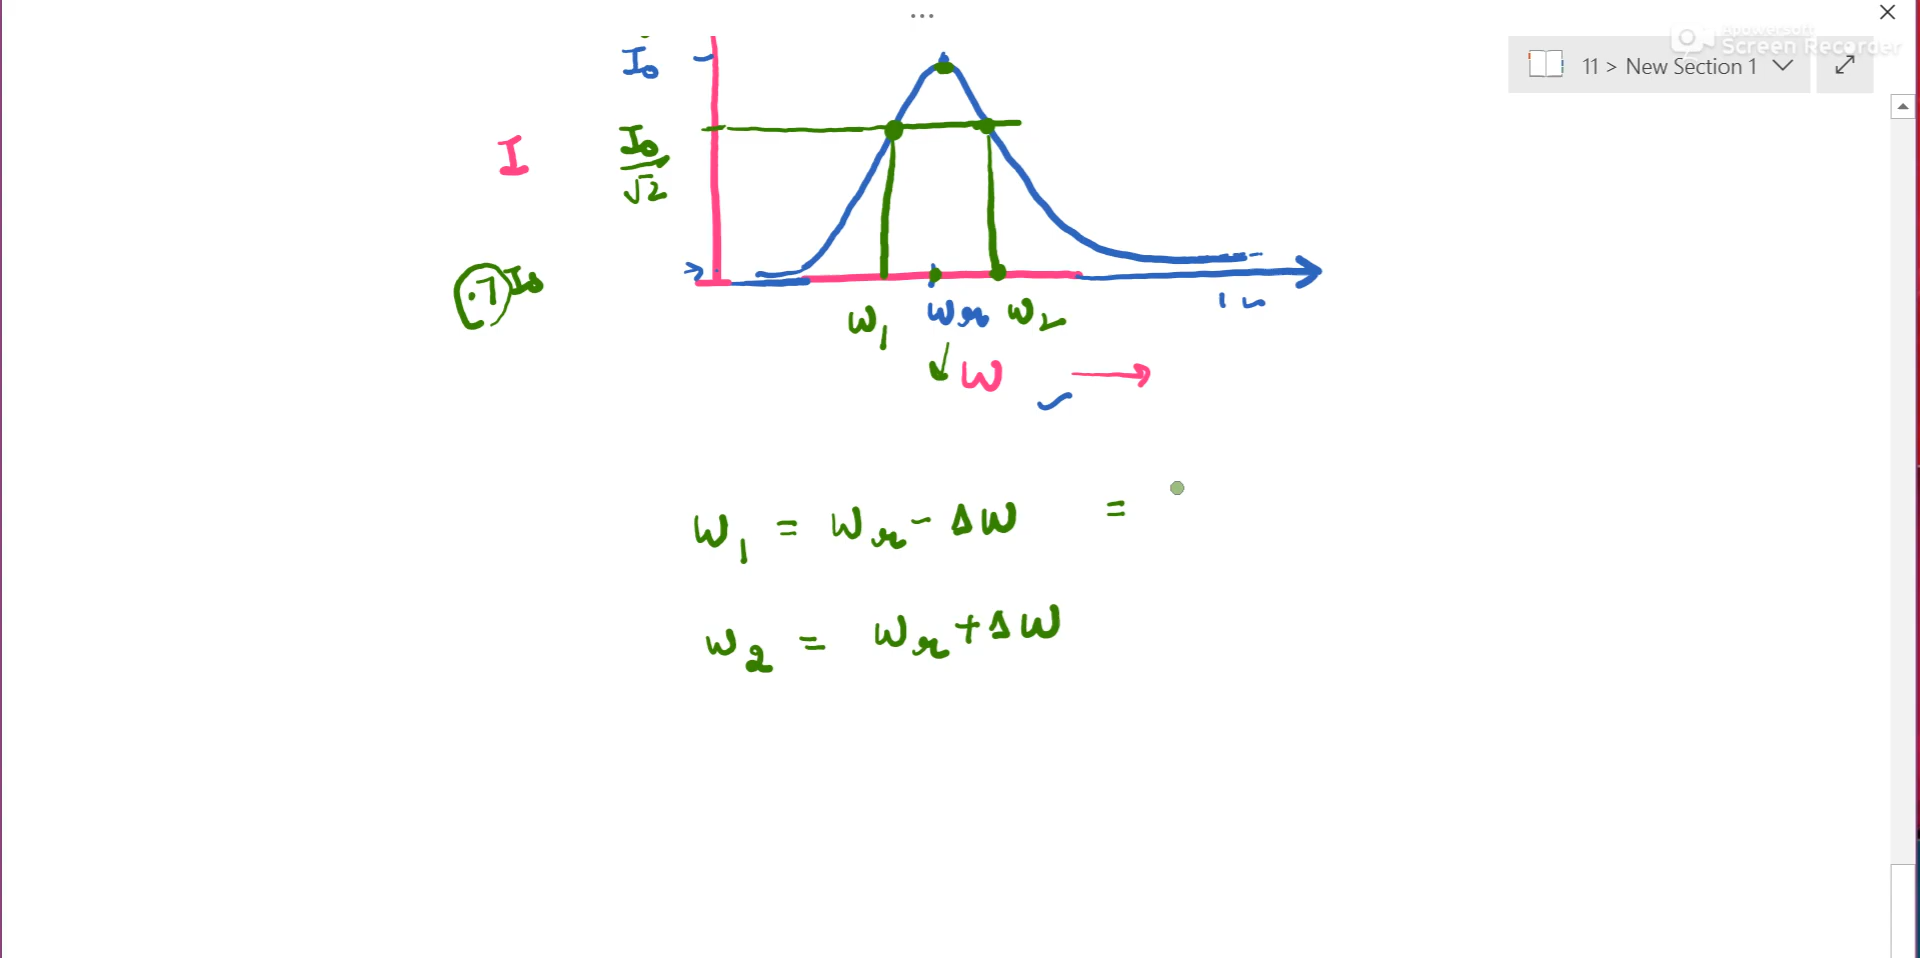 ...
Apowersoft
Screen Recorder
11 > New Section 1
I₀
I
I₀/√2
.7 I₀
ω₁ ωᵣ ω₂
ω
ω₁ = ωᵣ - Δω =
ω₂ = ωᵣ + Δω